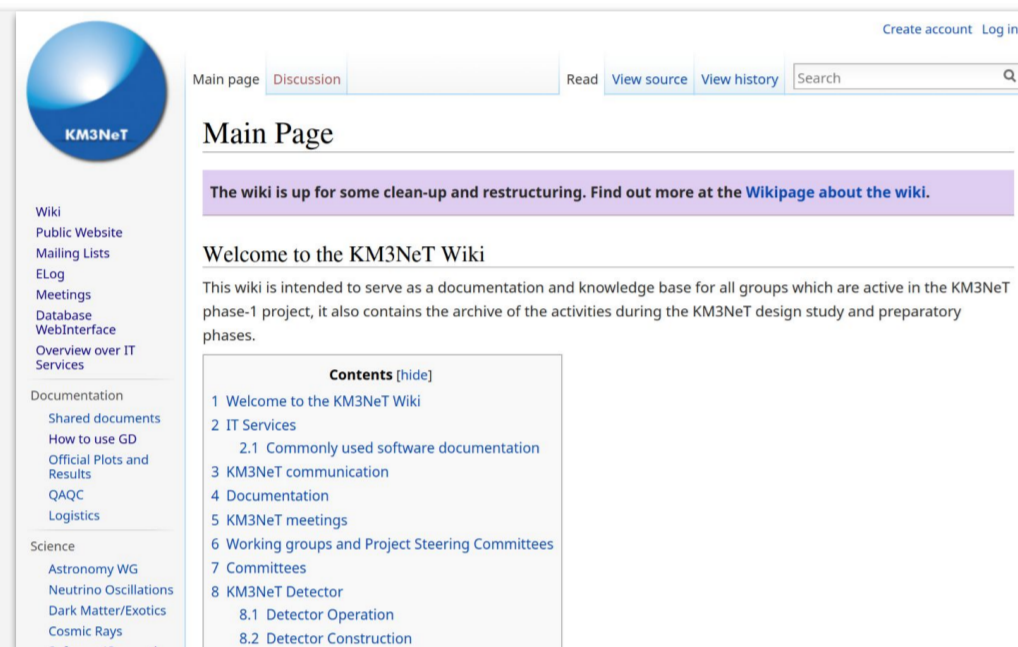 Create account Log in
KM3NeT
Main page Discussion Read View source View history Search
Main Page
The wiki is up for some clean-up and restructuring. Find out more at the Wikipage about the wiki.
Wiki
Public Website
Mailing Lists
ELog
Meetings
Database
WebInterface
Overview over IT
Services
Documentation
Shared documents
How to use GD
Official Plots and
Results
QAQC
Logistics
Science
Astronomy WG
Neutrino Oscillations
Dark Matter/Exotics
Cosmic Rays
Welcome to the KM3NeT Wiki
This wiki is intended to serve as a documentation and knowledge base for all groups which are active in the KM3NeT
phase-1 project, it also contains the archive of the activities during the KM3NeT design study and preparatory
phases.
Contents [hide]
1 Welcome to the KM3NeT Wiki
2 IT Services
2.1 Commonly used software documentation
3 KM3NeT communication
4 Documentation
5 KM3NeT meetings
6 Working groups and Project Steering Committees
7 Committees
8 KM3NeT Detector
8.1 Detector Operation
8.2 Detector Construction